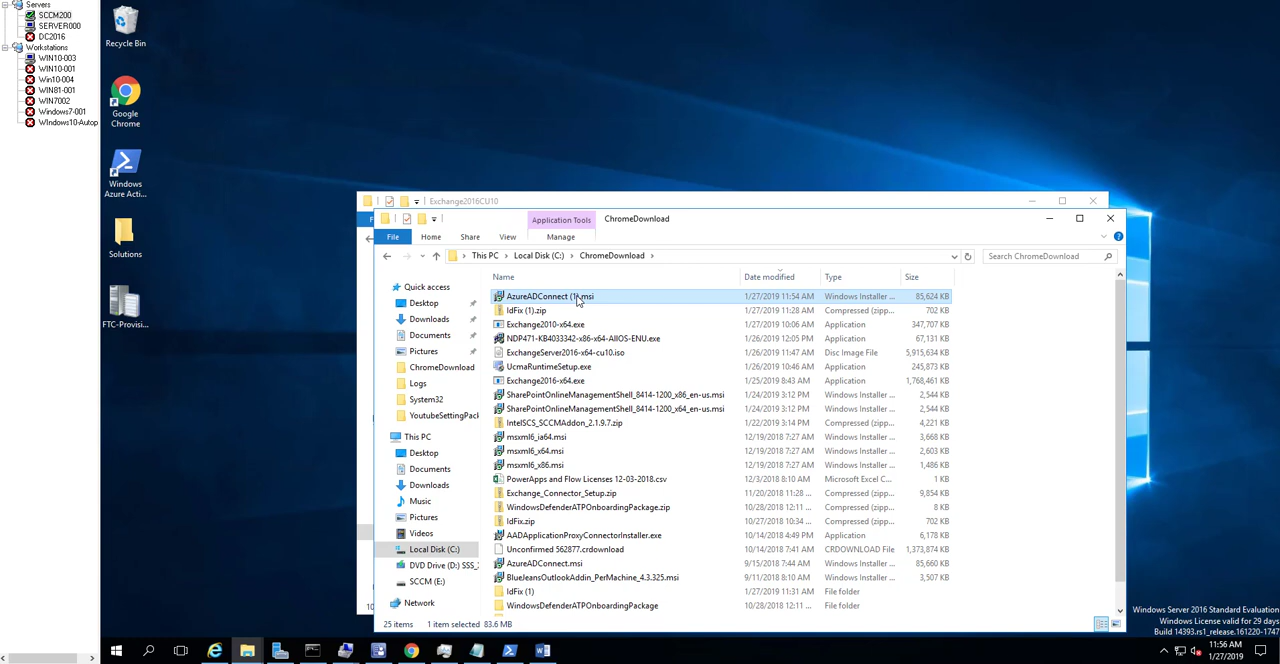 Servers
SCCM200
SERVER000
DC2016
Workstations
WIN10-003
WIN10-001
Win10-004
WIN81-001
WIN7002
Windows7-001
WIndows10-Autop
Recycle Bin
Google
Chrome
Windows
Azure Acti...
Solutions
FTC-Provisi...
Exchange2016CU10
Application Tools
ChromeDownload
File
Home
Share
View
Manage
This PC > Local Disk (C:) > ChromeDownload >
Search ChromeDownload
Quick access
Desktop
Downloads
Documents
Pictures
ChromeDownload
Logs
System32
YoutubeSettingPack
This PC
Desktop
Documents
Downloads
Music
Pictures
Videos
Local Disk (C:)
DVD Drive (D:) SSS_
SCCM (E:)
Network
Name Date modified Type Size
AzureADConnect (1).msi 1/27/2019 11:54 AM Windows Installer ... 85,624 KB
IdFix (1).zip 1/27/2019 11:28 AM Compressed (zipp... 702 KB
Exchange2010-x64.exe 1/27/2019 10:06 AM Application 347,707 KB
NDP471-KB4033342-x86-x64-AllOS-ENU.exe 1/26/2019 12:05 PM Application 67,131 KB
ExchangeServer2016-x64-cu10.iso 1/26/2019 11:47 AM Disc Image File 5,915,634 KB
UcmaRuntimeSetup.exe 1/26/2019 10:46 AM Application 245,873 KB
Exchange2016-x64.exe 1/25/2019 8:43 AM Application 1,768,461 KB
SharePointOnlineManagementShell_8414-1200_x86_en-us.msi 1/24/2019 3:12 PM Windows Installer ... 2,544 KB
SharePointOnlineManagementShell_8414-1200_x64_en-us.msi 1/24/2019 3:12 PM Windows Installer ... 2,544 KB
IntelSCS_SCCMAddon_2.1.9.7.zip 1/22/2019 3:14 PM Compressed (zipp... 4,221 KB
msxml6_ia64.msi 12/19/2018 7:27 AM Windows Installer ... 3,668 KB
msxml6_x64.msi 12/19/2018 7:27 AM Windows Installer ... 2,603 KB
msxml6_x86.msi 12/19/2018 7:27 AM Windows Installer ... 1,486 KB
PowerApps and Flow Licenses 12-03-2018.csv 12/3/2018 8:10 AM Microsoft Excel C... 1 KB
Exchange_Connector_Setup.zip 11/20/2018 11:28 ... Compressed (zipp... 9,854 KB
WindowsDefenderATPOnboardingPackage.zip 10/28/2018 12:11 ... Compressed (zipp... 8 KB
IdFix.zip 10/27/2018 10:34 ... Compressed (zipp... 702 KB
AADApplicationProxyConnectorInstaller.exe 10/14/2018 4:49 PM Application 6,178 KB
Unconfirmed 562877.crdownload 10/14/2018 7:41 AM CRDOWNLOAD File 1,373,874 KB
AzureADConnect.msi 9/15/2018 7:44 AM Windows Installer ... 85,660 KB
BlueJeansOutlookAddin_PerMachine_4.3.325.msi 9/11/2018 8:10 AM Windows Installer ... 3,507 KB
IdFix (1) 1/27/2019 11:31 AM File folder
WindowsDefenderATPOnboardingPackage 10/28/2018 12:11 ... File folder
25 items 1 item selected 83.6 MB
Windows Server 2016 Standard Evaluation
Windows License valid for 29 days
Build 14393.rs1_release.161220-1747
11:56 AM
1/27/2019